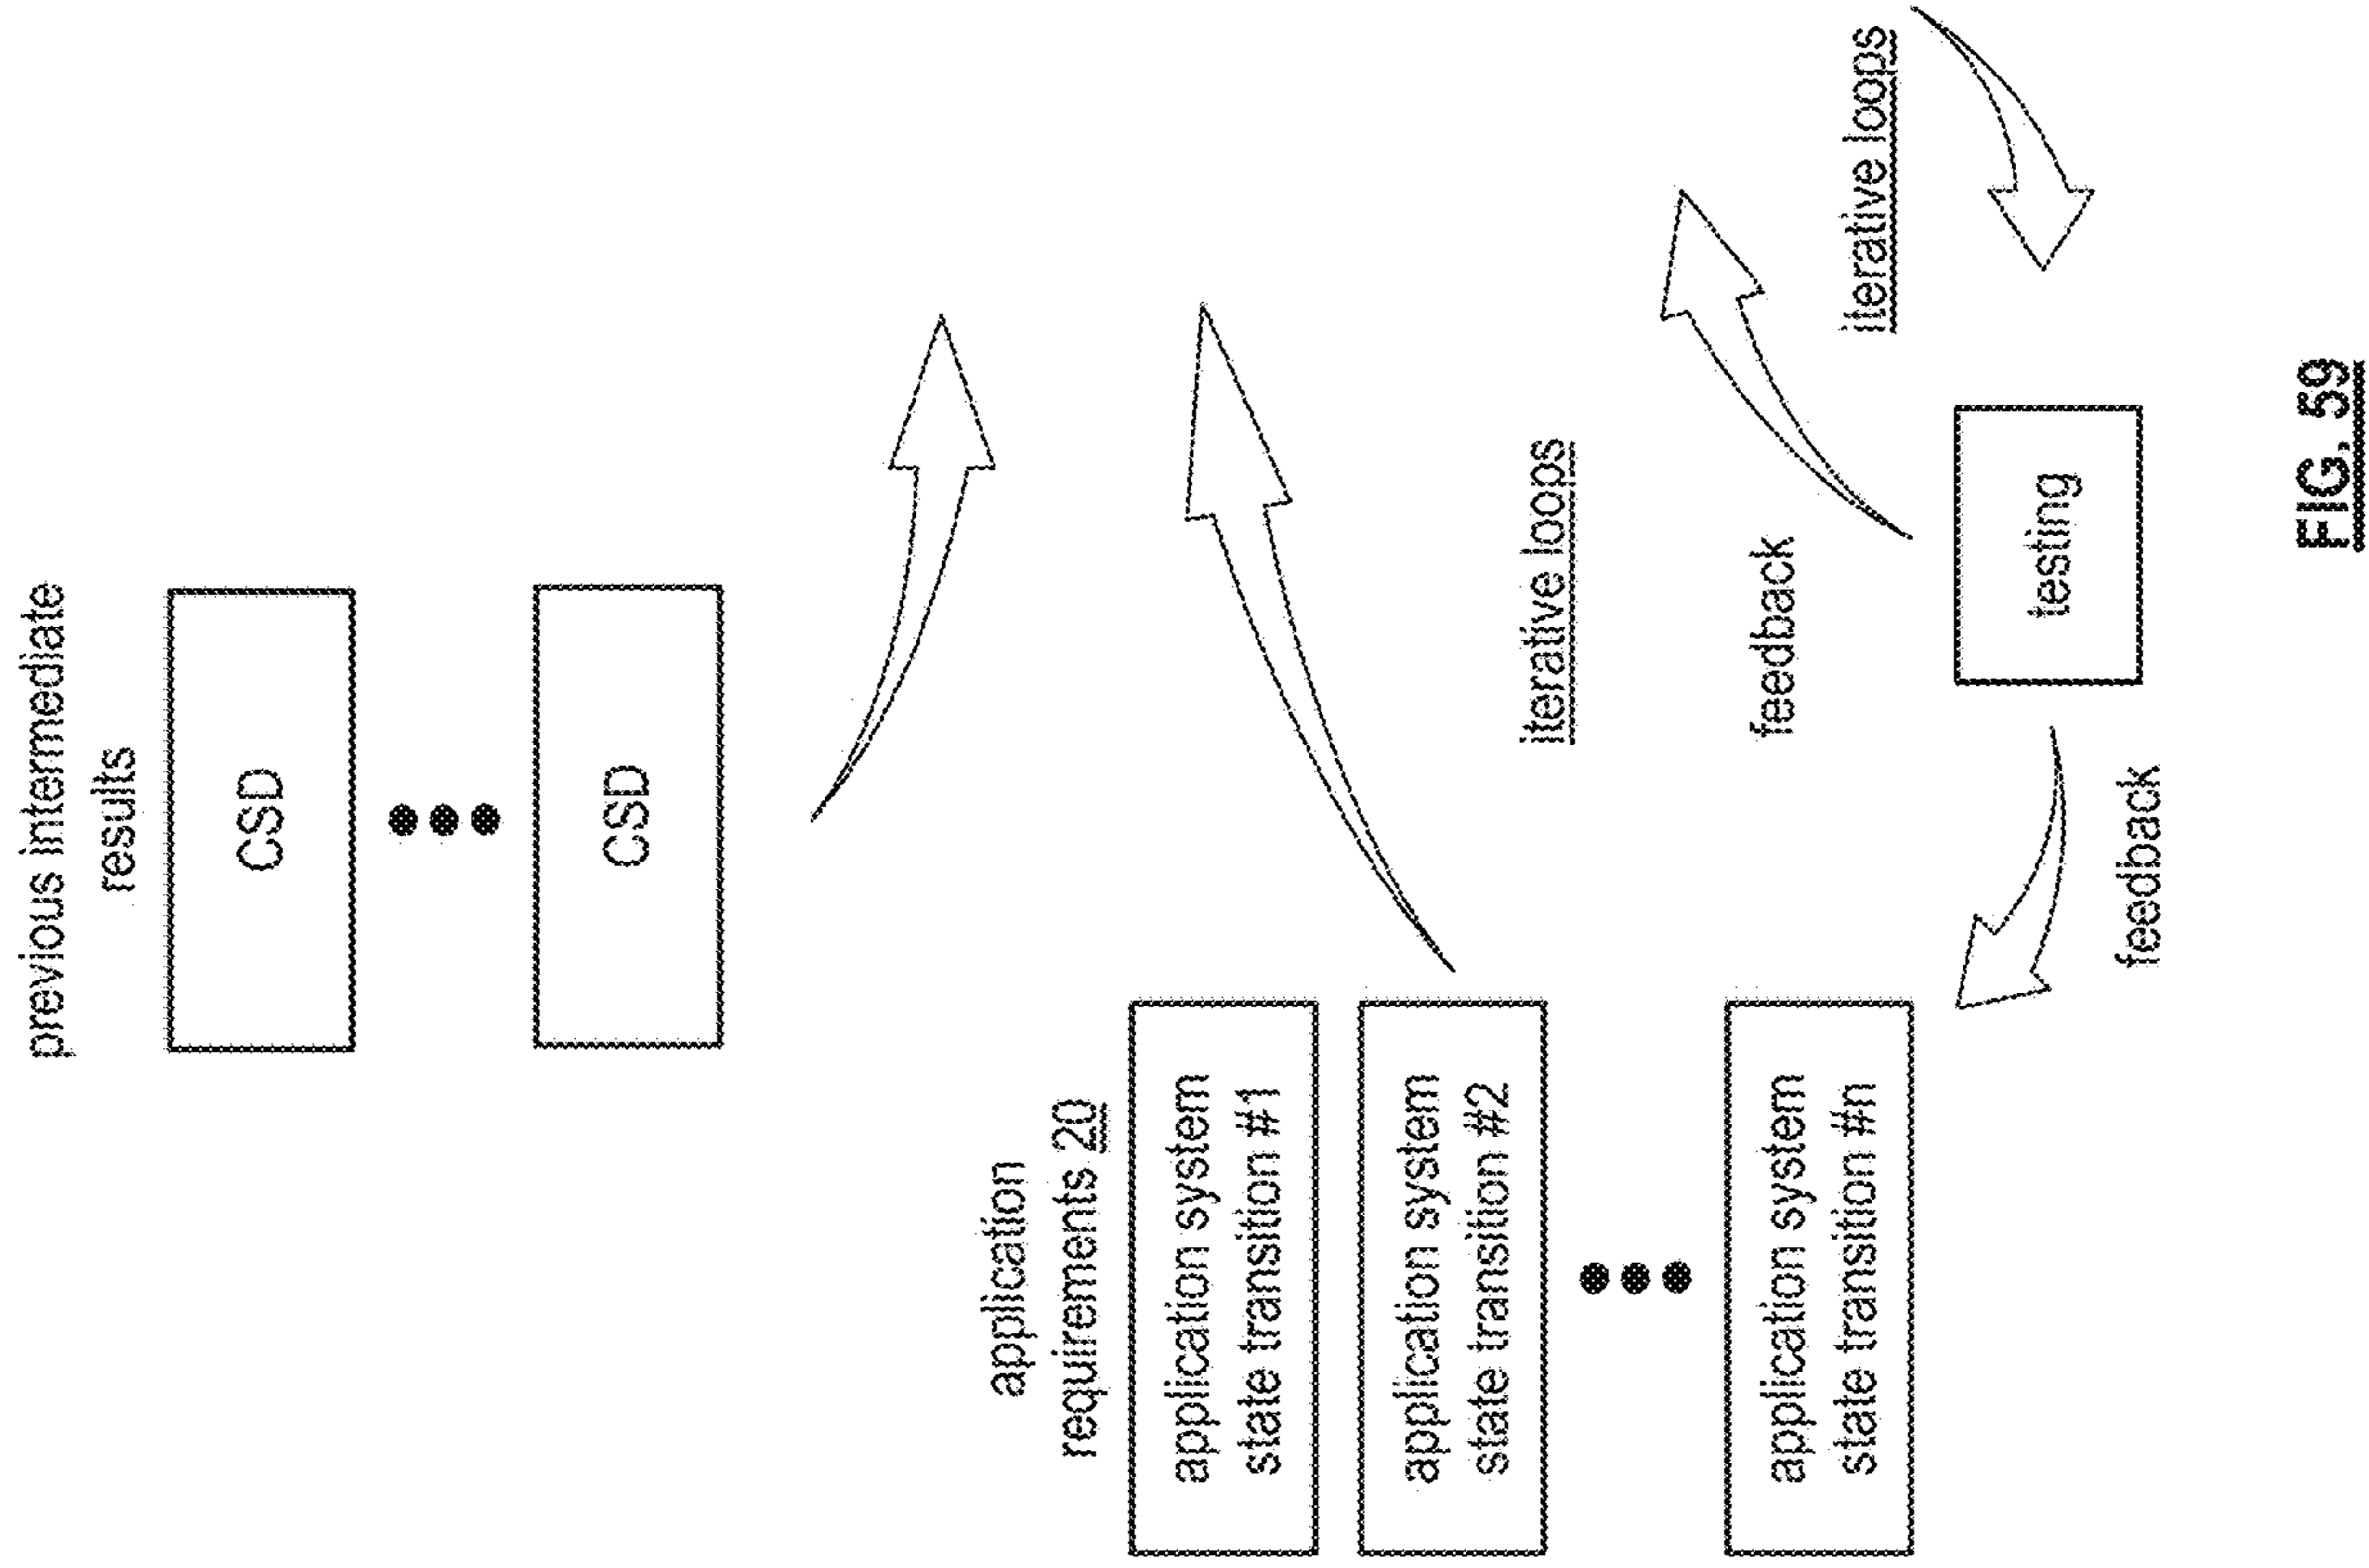 previous intermediate
results
CSD
CSD
application
requirements 20
application system
state transition #1
application system
state transition #2
application system
state transition #n
iterative loops
feedback
iterative loops
testing
feedback
FIG. 59